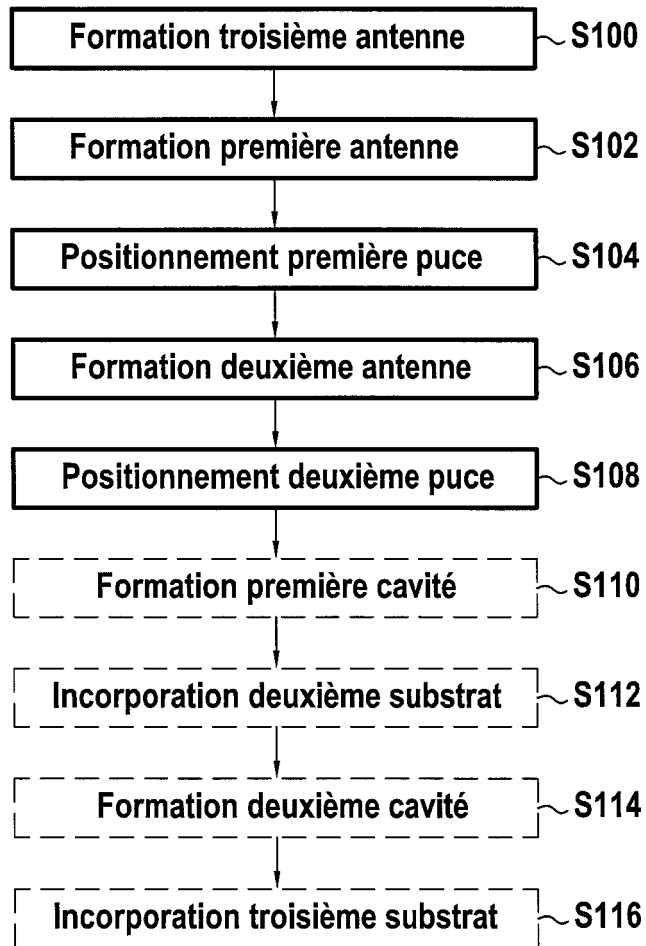 Formation troisième antenne S100
Formation première antenne S102
Positionnement première puce S104
Formation deuxième antenne S106
Positionnement deuxième puce S108
Formation première cavité S110
Incorporation deuxième substrat S112
Formation deuxième cavité S114
Incorporation troisième substrat S116